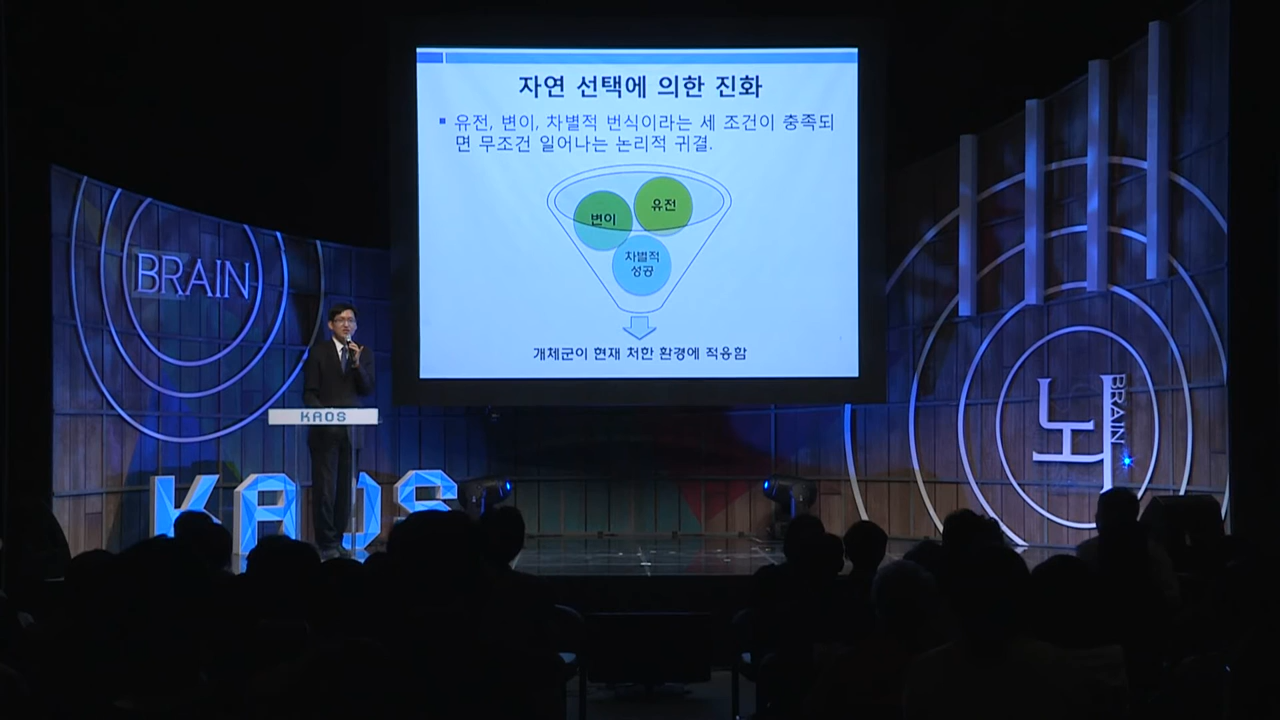 자연 선택에 의한 진화
유전, 변이, 차별적 번식이라는 세 조건이 충족되
면 무조건 일어나는 논리적 귀결.
변이
유전
차별적
성공
개체군이 현재 처한 환경에 적응함
BRAIN
KAOS
KAOS
뇌
BRAIN